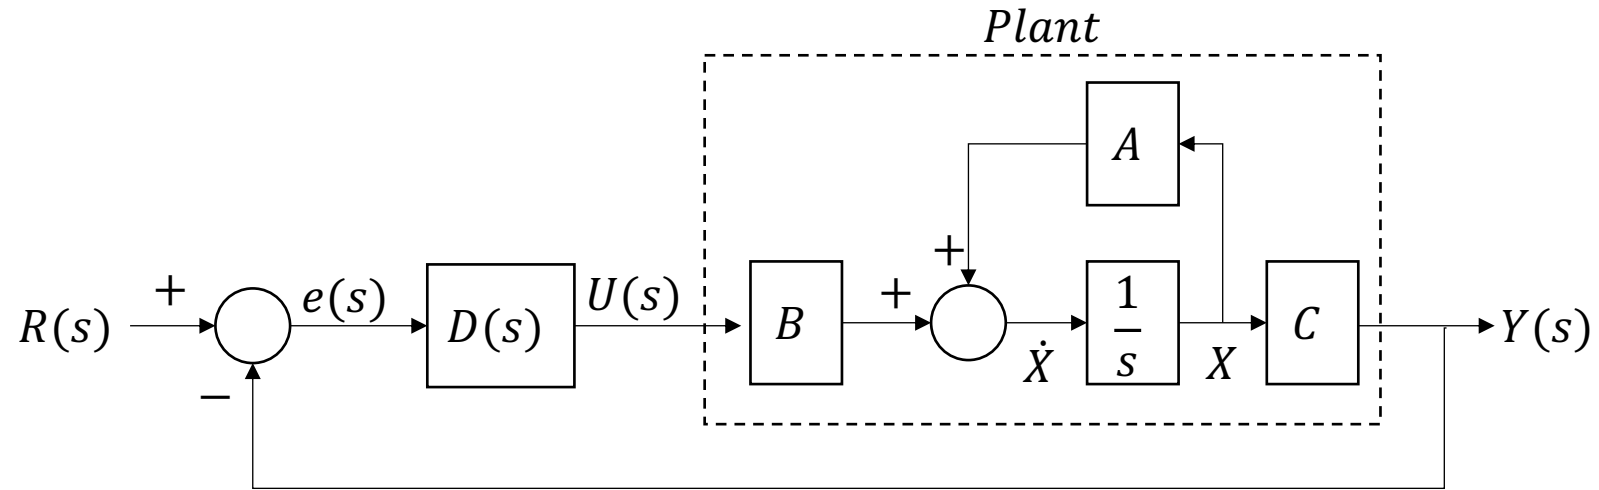 Plant
A
+
R(s)
+
e(s)
D(s)
U(s)
B
+
Ẋ
1
s
X
C
Y(s)
−